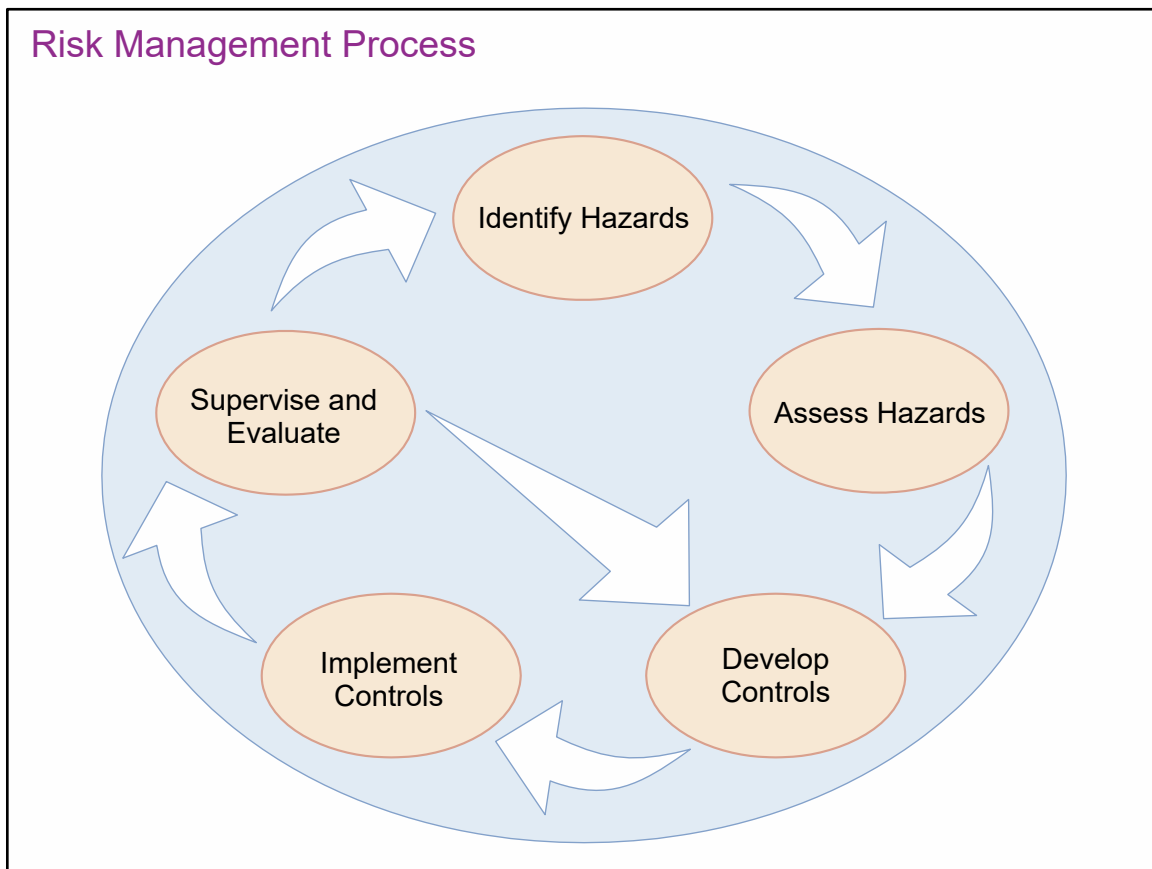 Risk Management Process
Identify Hazards
Assess Hazards
Develop
Controls
Implement
Controls
Supervise and
Evaluate